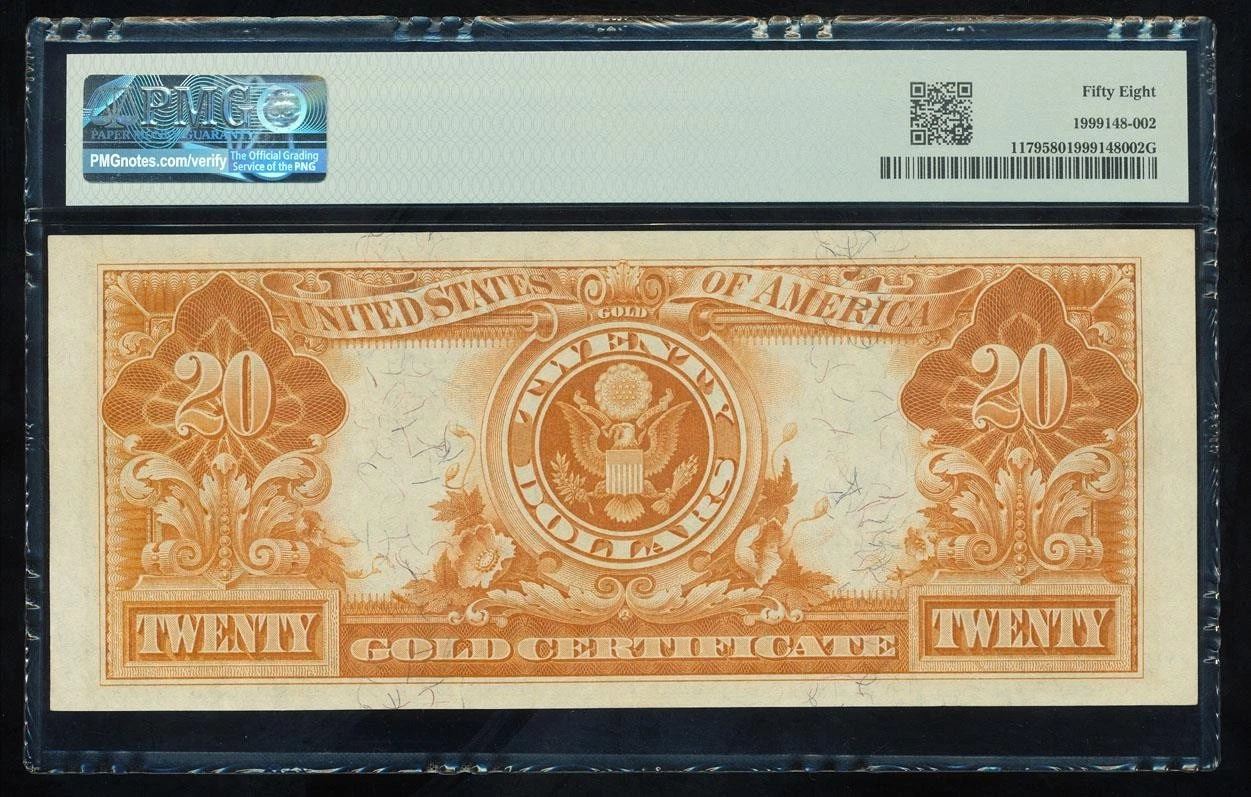 PMG
PAPER MONEY GUARANTY
PMGnotes.com/verify
The Official Grading
Service of the PNG
Fifty Eight
1999148-002
11795801999148002G
UNITED STATES OF AMERICA
GOLD
TWENTY
DOLLARS
20
20
TWENTY
GOLD CERTIFICATE
TWENTY